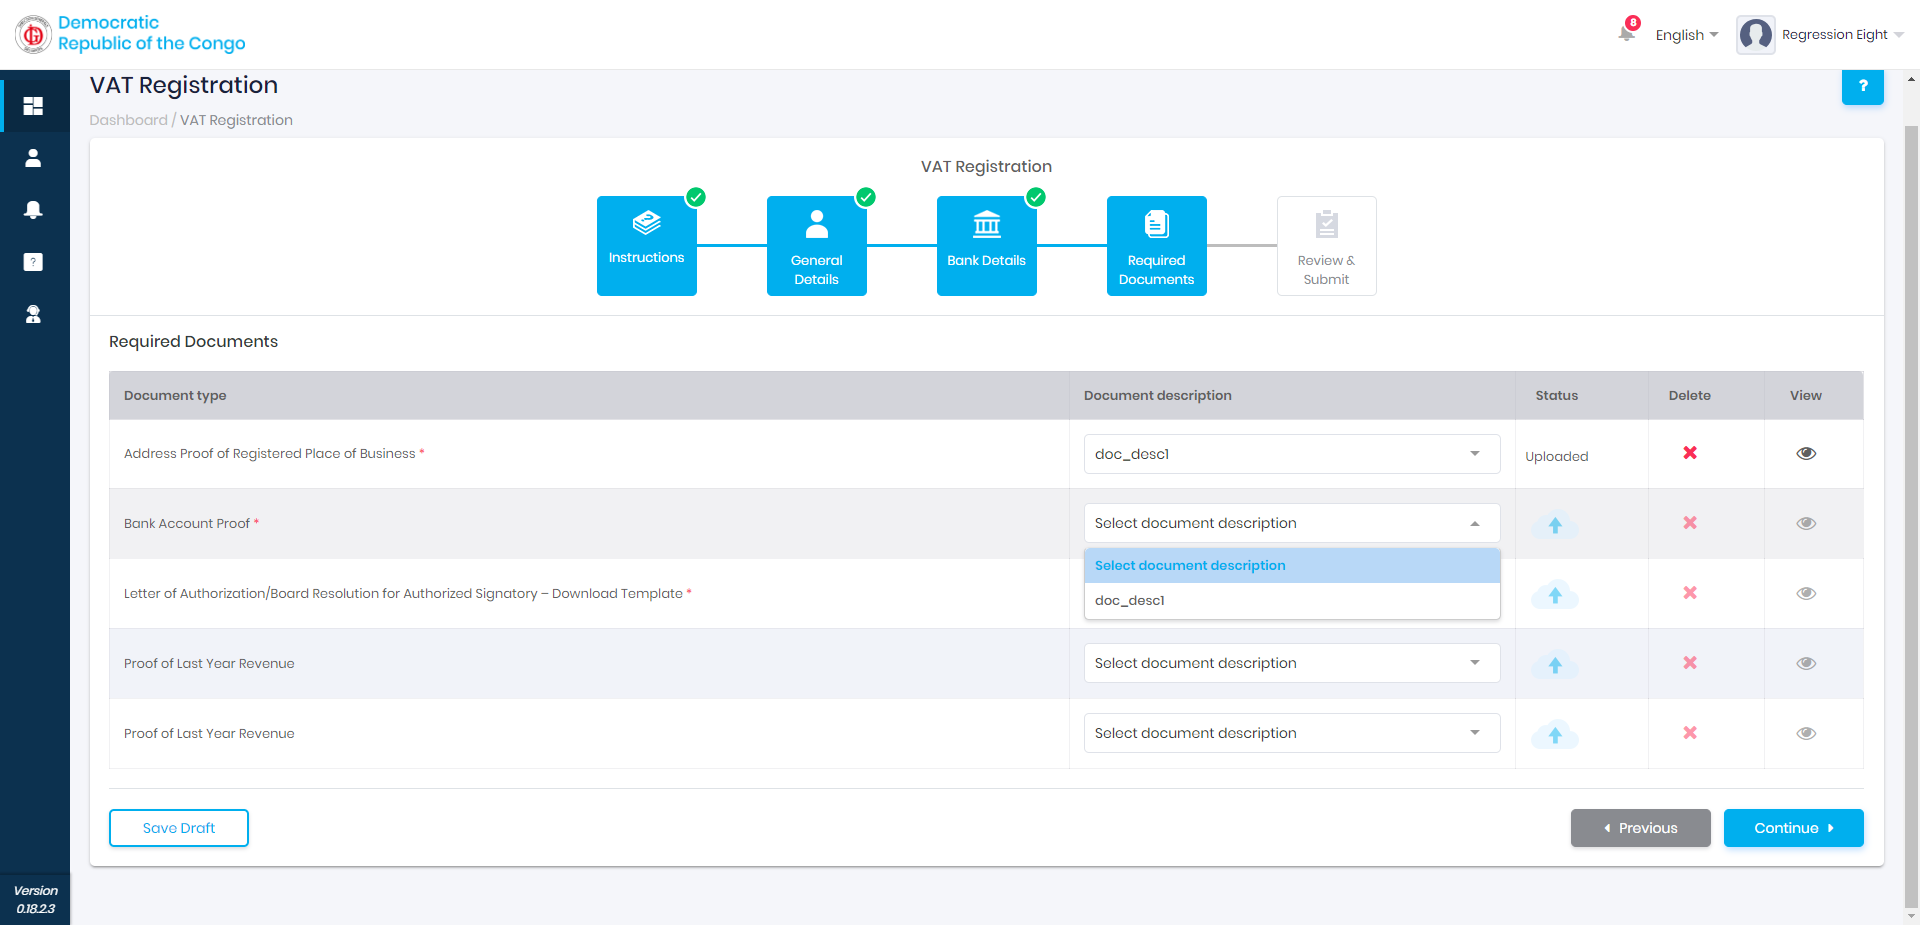 Democratic
Republic of the Congo
8
English
Regression Eight
VAT Registration
?
Dashboard / VAT Registration
VAT Registration
Instructions
General
Details
Bank Details
Required
Documents
Review &
Submit
Required Documents
Document type
Document description
Status
Delete
View
Address Proof of Registered Place of Business *
doc_desc1
Uploaded
Bank Account Proof *
Select document description
Select document description
doc_desc1
Letter of Authorization/Board Resolution for Authorized Signatory – Download Template *
Proof of Last Year Revenue
Select document description
Proof of Last Year Revenue
Select document description
Save Draft
Previous
Continue
Version
0.18.2.3